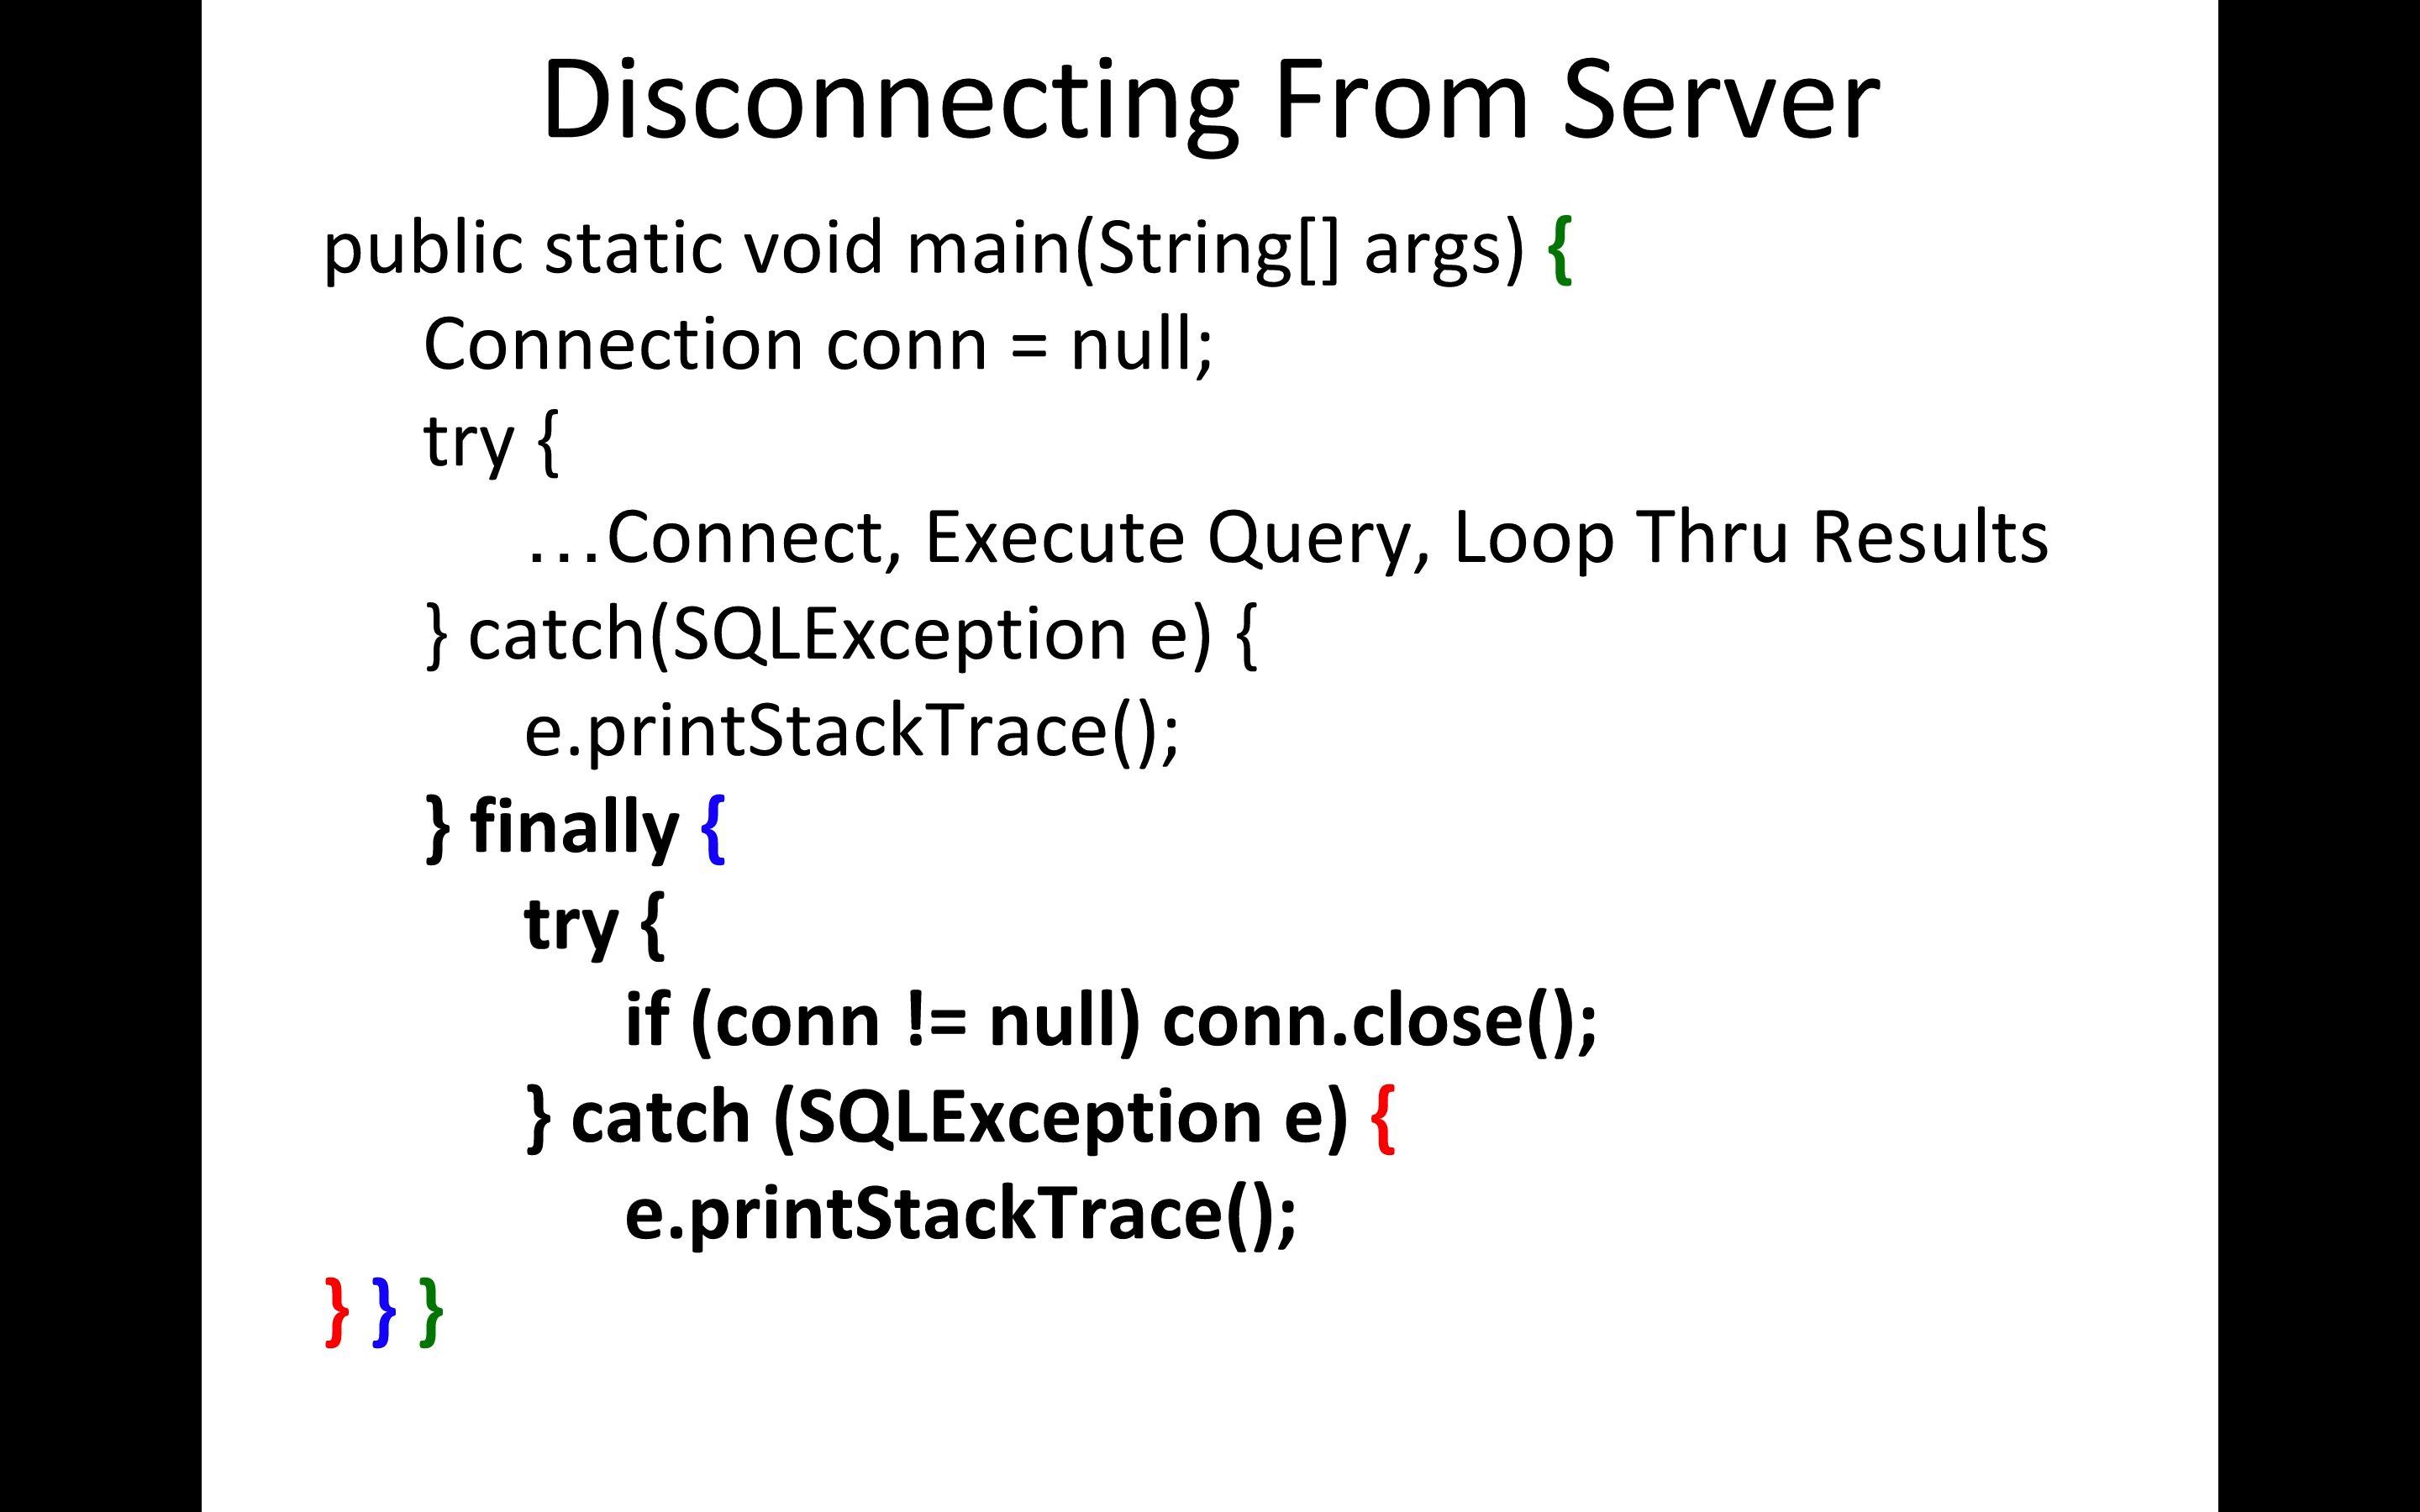 Disconnecting From Server
public static void main(String[] args) {
Connection conn = null;
try {
...Connect, Execute Query, Loop Thru Results
} catch(SQLException e) {
e.printStackTrace();
} finally {
try {
if (conn != null) conn.close();
} catch (SQLException e) {
e.printStackTrace();
} } }